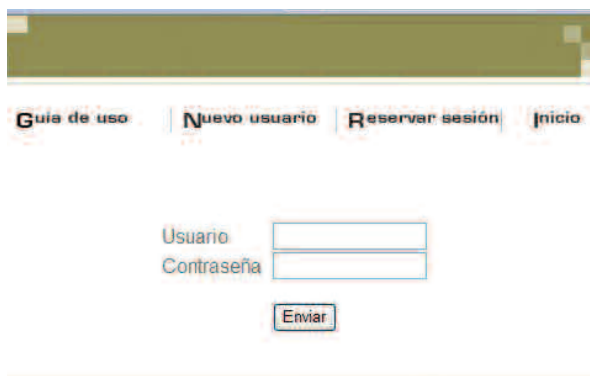 Guia de uso Nuevo usuario Reservar sesión Inicio
Usuario
Contraseña
Enviar